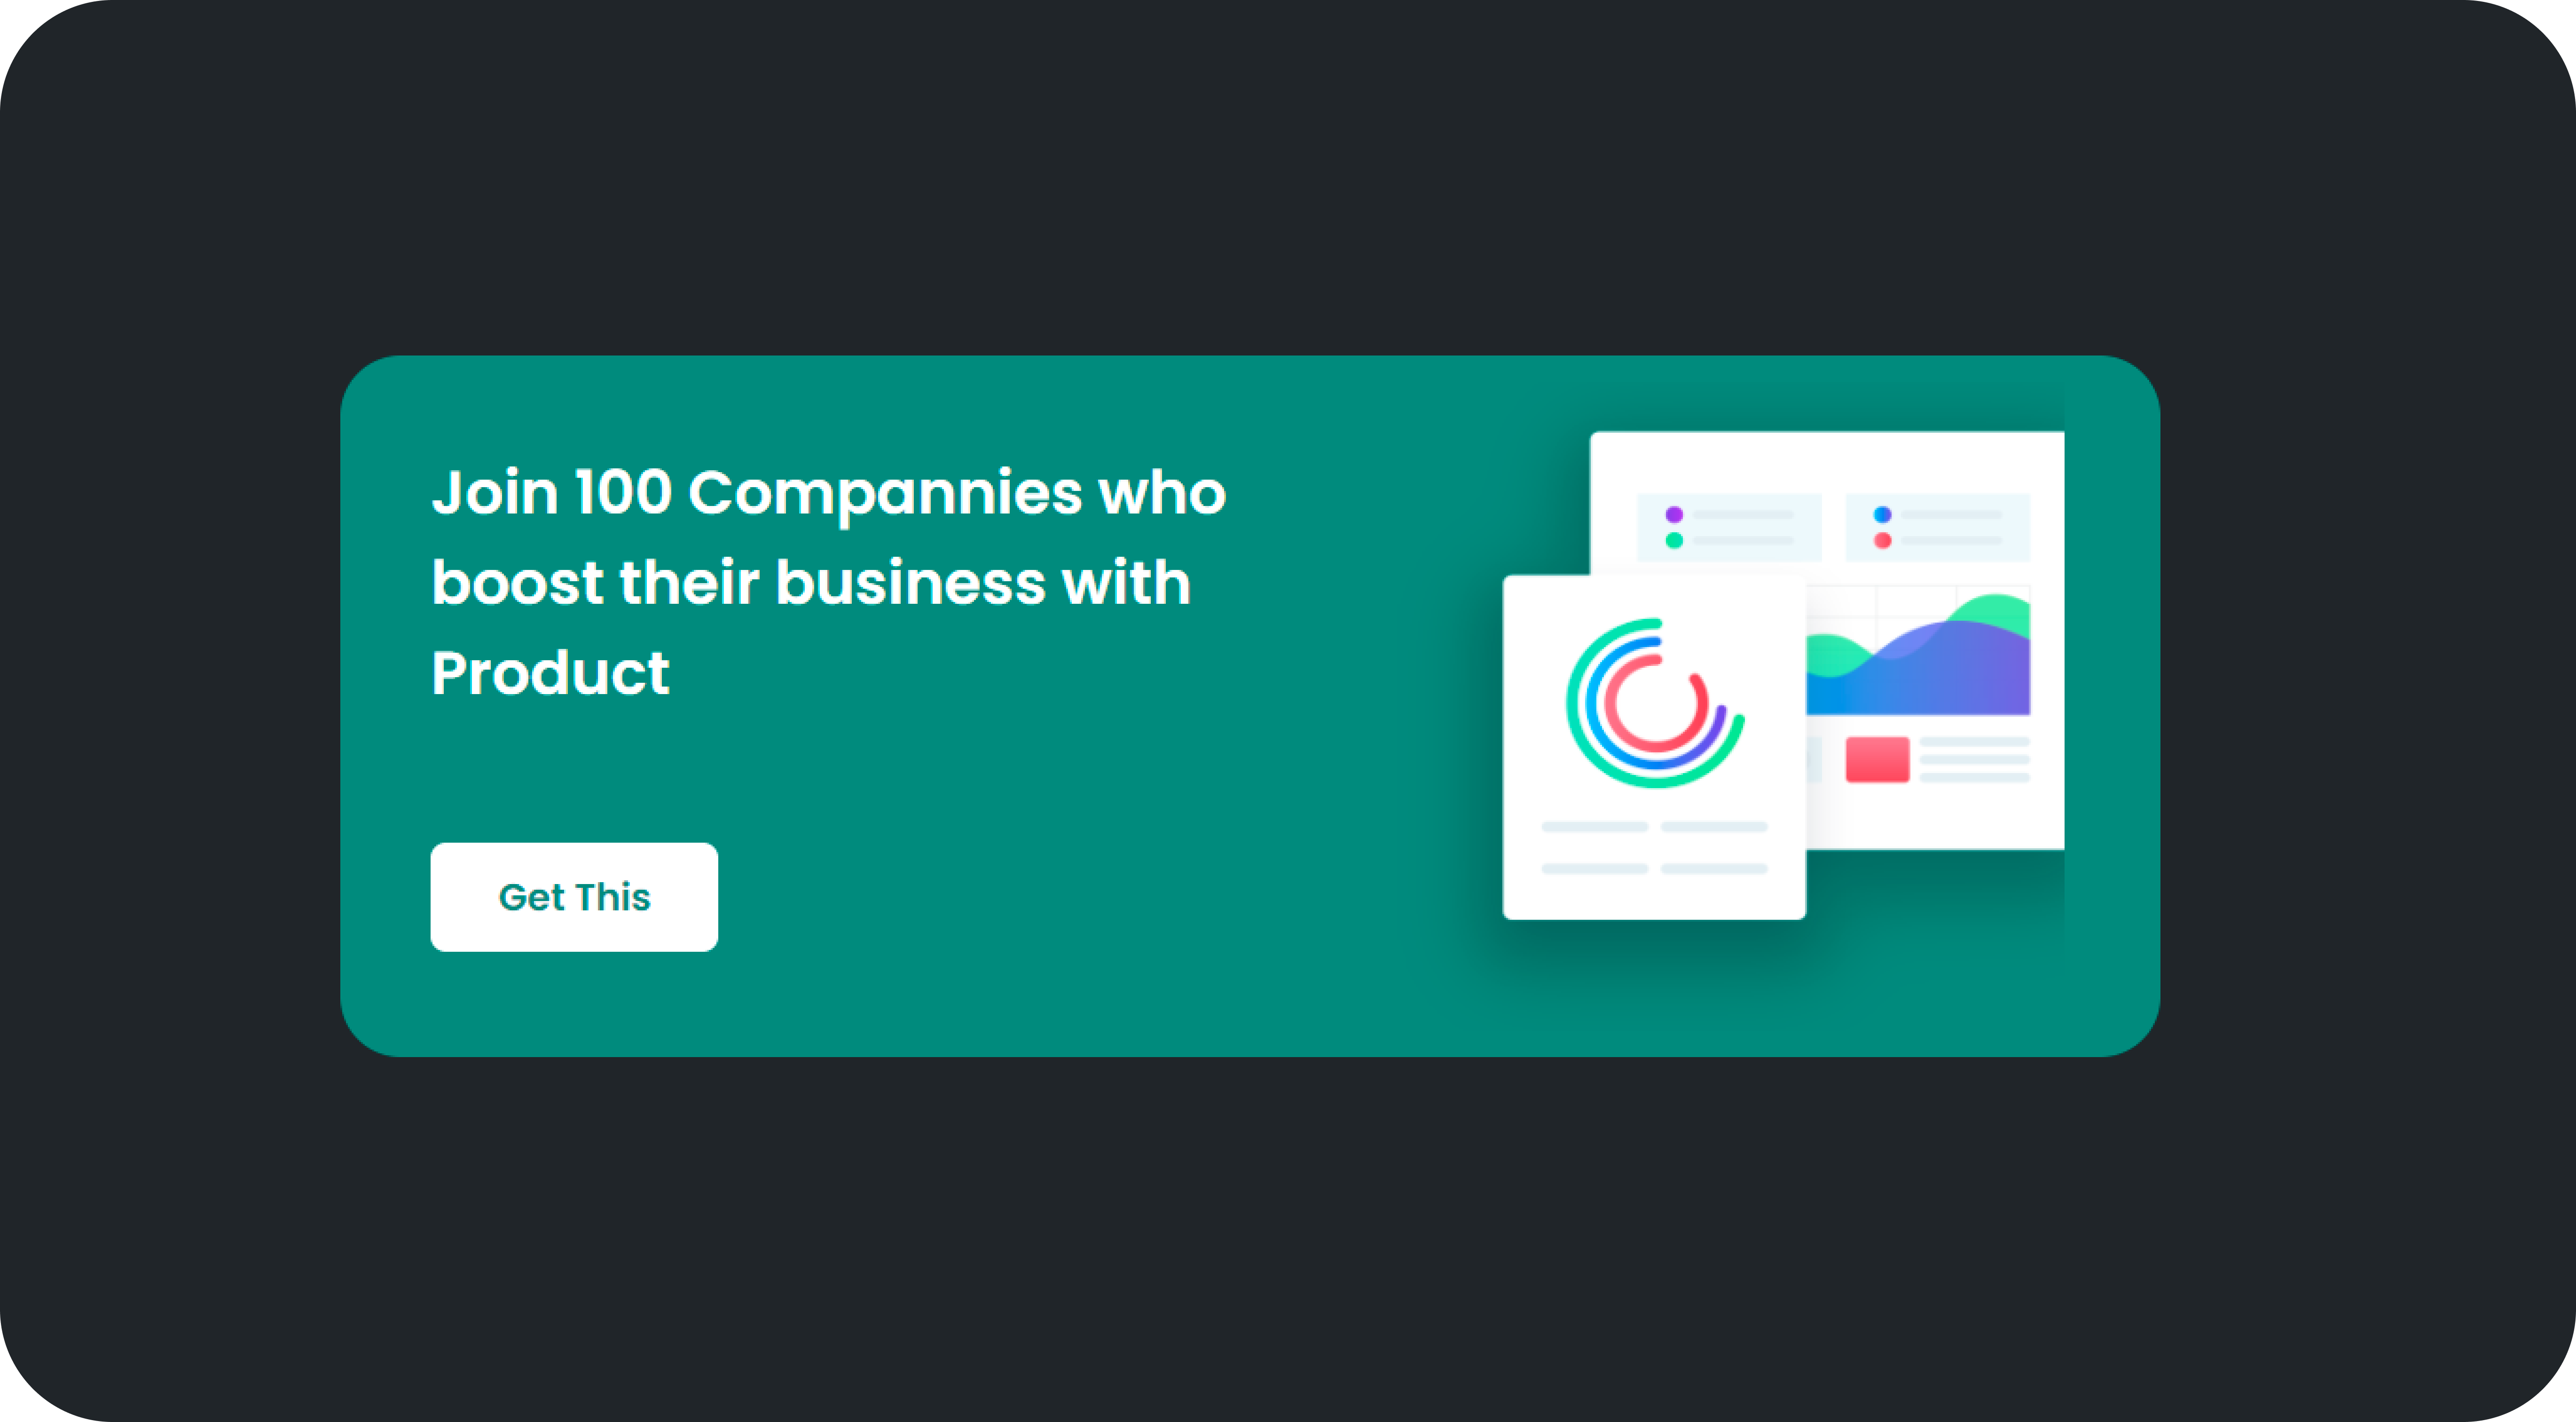 Join 100 Compannies who
boost their business with
Product
Get This